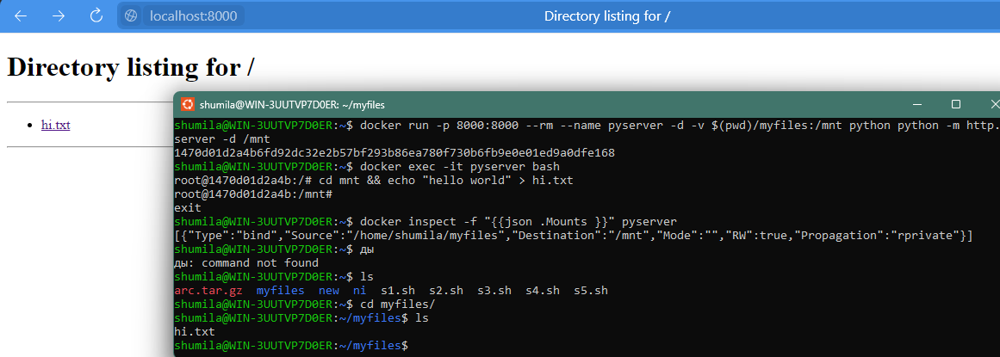 localhost:8000
Directory listing for /
Directory listing for /
hi.txt
shumila@WIN-3UUTVP7D0ER: ~/myfiles
shumila@WIN-3UUTVP7D0ER:~$ docker run -p 8000:8000 --rm --name pyserver -d -v $(pwd)/myfiles:/mnt python python -m http.
server -d /mnt
1470d01d2a4b6fd92dc32e2b57bf293b86ea780f730b6fb9e0e01ed9a0dfe168
shumila@WIN-3UUTVP7D0ER:~$ docker exec -it pyserver bash
root@1470d01d2a4b:/# cd mnt && echo "hello world" > hi.txt
root@1470d01d2a4b:/mnt#
exit
shumila@WIN-3UUTVP7D0ER:~$ docker inspect -f "{{json .Mounts }}" pyserver
[{"Type":"bind","Source":"/home/shumila/myfiles","Destination":"/mnt","Mode":"","RW":true,"Propagation":"rprivate"}]
shumila@WIN-3UUTVP7D0ER:~$ ды
ды: command not found
shumila@WIN-3UUTVP7D0ER:~$ ls
arc.tar.gz  myfiles  new  ni  s1.sh  s2.sh  s3.sh  s4.sh  s5.sh
shumila@WIN-3UUTVP7D0ER:~$ cd myfiles/
shumila@WIN-3UUTVP7D0ER:~/myfiles$ ls
hi.txt
shumila@WIN-3UUTVP7D0ER:~/myfiles$